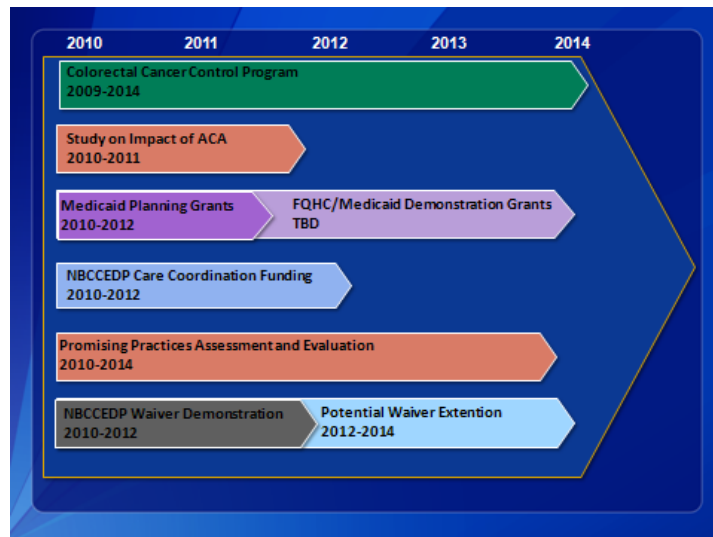 2010 2011 2012 2013 2014
Colorectal Cancer Control Program
2009-2014
Study on Impact of ACA
2010-2011
Medicaid Planning Grants
2010-2012
FQHC/Medicaid Demonstration Grants
TBD
NBCCEDP Care Coordination Funding
2010-2012
Promising Practices Assessment and Evaluation
2010-2014
NBCCEDP Waiver Demonstration
2010-2012
Potential Waiver Extention
2012-2014